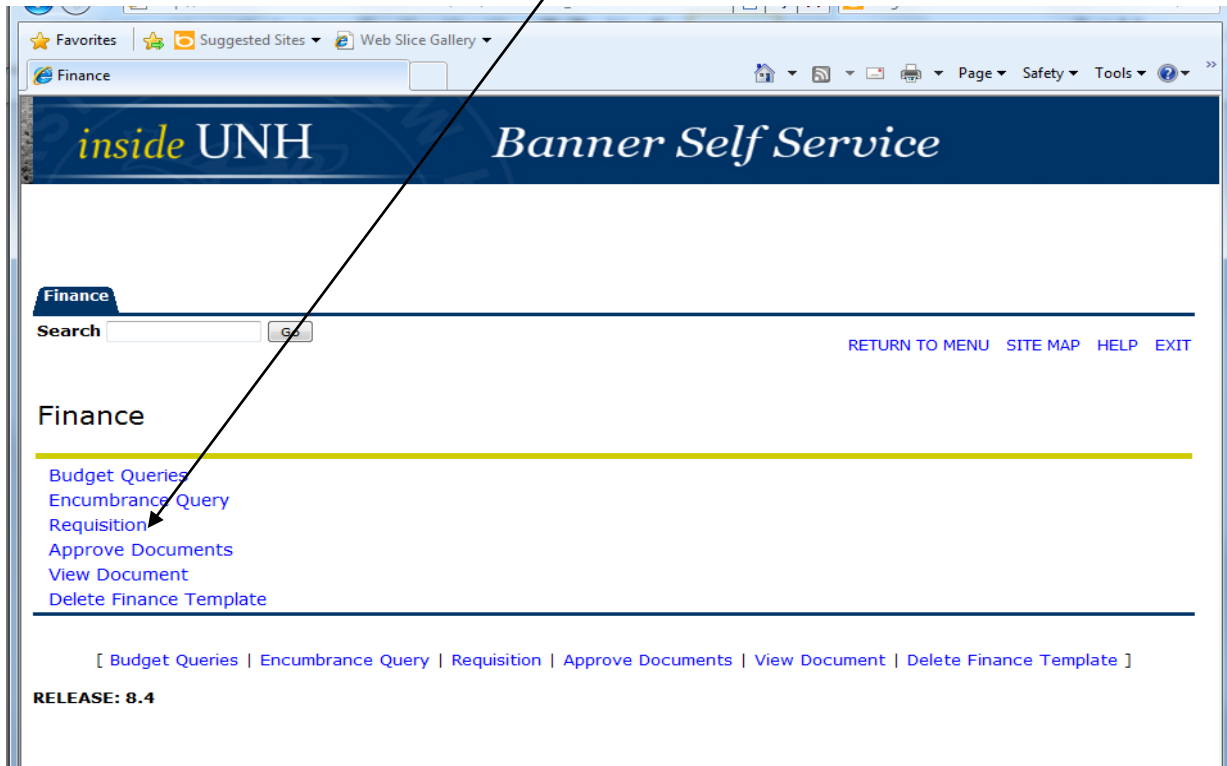 Favorites Suggested Sites Web Slice Gallery
Finance Page Safety Tools
inside UNH Banner Self Service
Finance
Search Go
RETURN TO MENU SITE MAP HELP EXIT
Finance
Budget Queries
Encumbrance Query
Requisition
Approve Documents
View Document
Delete Finance Template
[ Budget Queries | Encumbrance Query | Requisition | Approve Documents | View Document | Delete Finance Template ]
RELEASE: 8.4